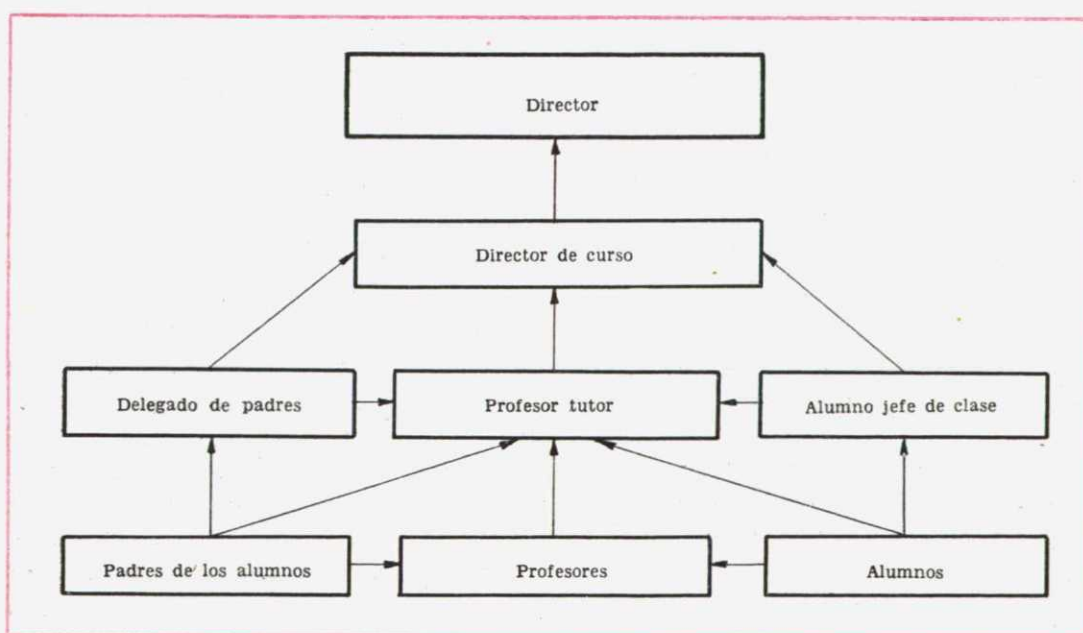 Director
Director de curso
Delegado de padres
Profesor tutor
Alumno jefe de clase
Padres de los alumnos
Profesores
Alumnos